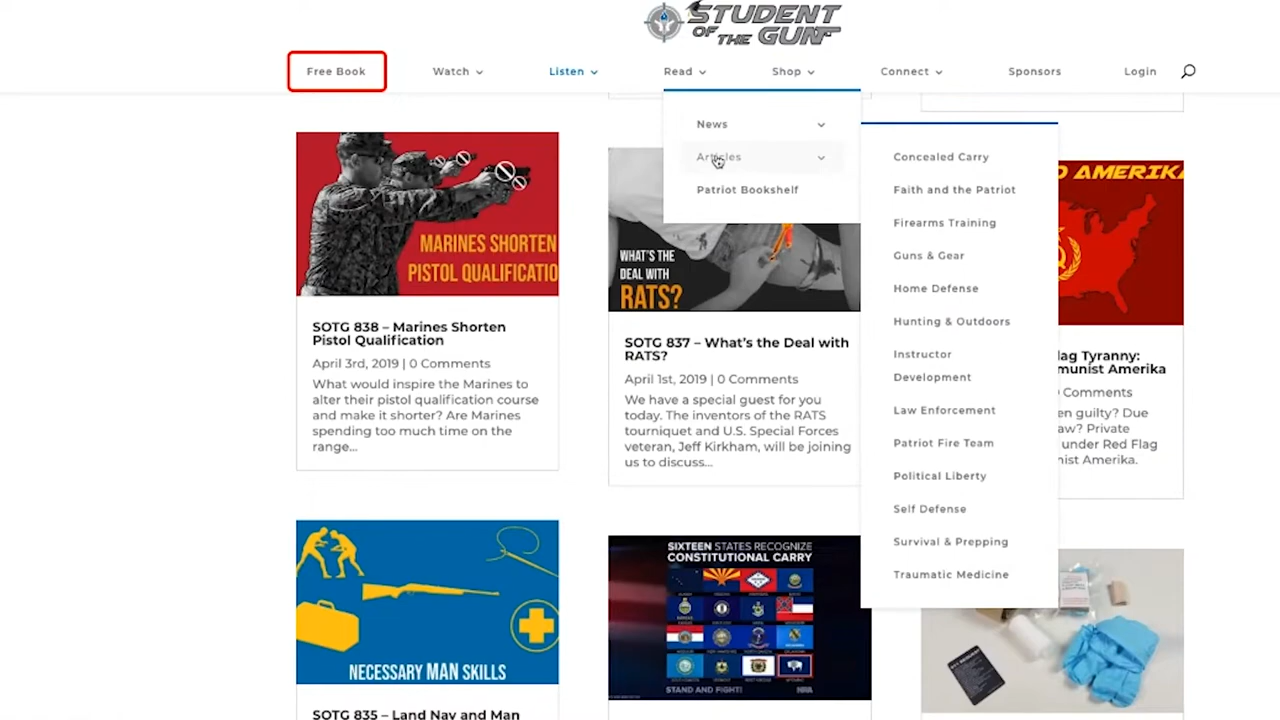 STUDENT
OF THE GUN
Free Book
Watch
Listen
Read
Shop
Connect
Sponsors
Login
News
Articles
Patriot Bookshelf
Concealed Carry
Faith and the Patriot
Firearms Training
Guns & Gear
Home Defense
Hunting & Outdoors
Instructor
Development
Law Enforcement
Patriot Fire Team
Political Liberty
Self Defense
Survival & Prepping
Traumatic Medicine
MARINES SHORTEN
PISTOL QUALIFICATIO
SOTG 838 – Marines Shorten
Pistol Qualification
April 3rd, 2019 | 0 Comments
What would inspire the Marines to
alter their pistol qualification course
and make it shorter? Are Marines
spending too much time on the
range...
WHAT'S THE
DEAL WITH
RATS?
SOTG 837 – What's the Deal with
RATS?
April 1st, 2019 | 0 Comments
We have a special guest for you
today. The inventors of the RATS
tourniquet and U.S. Special Forces
veteran, Jeff Kirkham, will be joining
us to discuss...
D AMERIKA
lag Tyranny:
munist Amerika
Comments
en guilty? Due
aw? Private
under Red Flag
nist Amerika.
NECESSARY MAN SKILLS
SOTG 835 – Land Nav and Man
SIXTEEN STATES RECOGNIZE
CONSTITUTIONAL CARRY
STAND AND FIGHT!
NRA